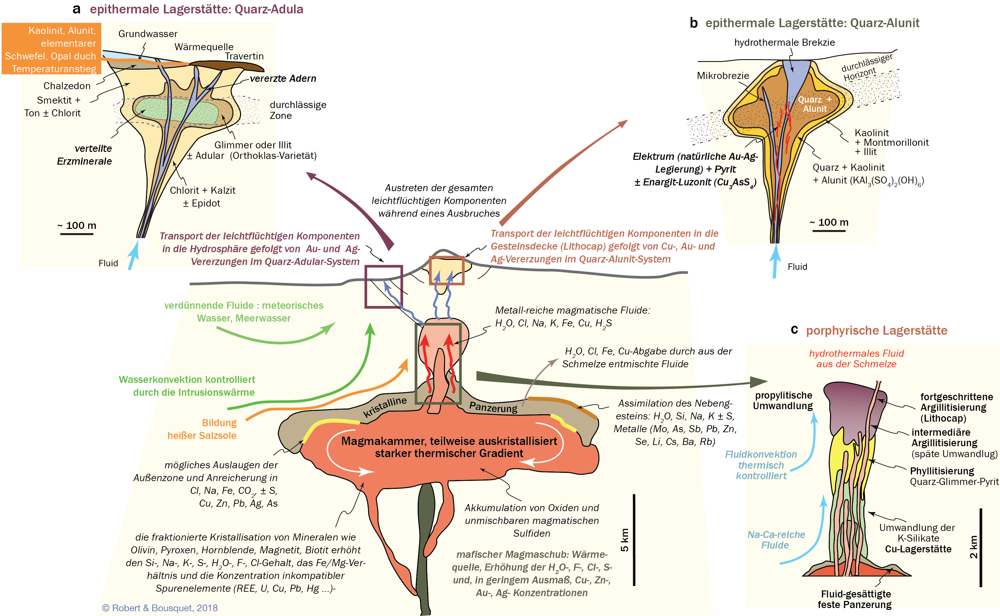 a epithermale Lagerstätte: Quarz-Adula
Kaolinit, Alunit,
elementarer
Schwefel, Opal duch
Temperaturanstieg
Grundwasser
Wärmequelle
Travertin
vererzte Adern
Chalzedon
Smektit +
Ton ± Chlorit
durchlässige
Zone
verteilte
Erzminerale
Glimmer oder Illit
± Adular (Orthoklas-Varietät)
Chlorit + Kalzit
± Epidot
~ 100 m
Fluid
b epithermale Lagerstätte: Quarz-Alunit
hydrothermale Brekzie
durchlässiger
Horizont
Mikrobrezie
Quarz +
Alunit
Kaolinit
+ Montmorillonit
+ Illit
Elektrum (natürliche Au-Ag-
Legierung) + Pyrit
± Enargit-Luzonit (Cu3AsS4)
Quarz + Kaolinit
+ Alunit (KAl3(SO4)2(OH)6)
~ 100 m
Fluid
Austreten der gesamten
leichtflüchtigen Komponenten
während eines Ausbruches
Transport der leichtflüchtigen Komponenten
in die Hydrosphäre gefolgt von Au- und Ag-
Vererzungen im Quarz-Adular-System
Transport der leichtflüchtigen Komponenten in die
Gesteinsdecke (Lithocap) gefolgt von Cu-, Au- und
Ag-Vererzungen im Quarz-Alunit-System
verdünnende Fluide : meteorisches
Wasser, Meerwasser
Metall-reiche magmatische Fluide:
H2O, Cl, Na, K, Fe, Cu, H2S
H2O, Cl, Fe, Cu-Abgabe durch aus der
Schmelze entmischte Fluide
Wasserkonvektion kontrolliert
durch die Intrusionswärme
Bildung
heißer Salzsole
kristalline Panzerung
Assimilation des Nebeng-
esteins: H2O, Si, Na, K ± S,
Metalle (Mo, As, Sb, Pb, Zn,
Se, Li, Cs, Ba, Rb)
Magmakammer, teilweise auskristallisiert
starker thermischer Gradient
mögliches Auslaugen der
Außenzone und Anreicherung in
Cl, Na, Fe, CO2, ± S,
Cu, Zn, Pb, Ag, As
Akkumulation von Oxiden und
unmischbaren magmatischen
Sulfiden
die fraktionierte Kristallisation von Mineralen wie
Olivin, Pyroxen, Hornblende, Magnetit, Biotit erhöht
den Si-, Na-, K-, S-, H2O-, F-, Cl-Gehalt, das Fe/Mg-Ver-
hältnis und die Konzentration inkompatibler
Spurenelemente (REE, U, Cu, Pb, Hg ...)-
mafischer Magmaschub: Wärme-
quelle, Erhöhung der H2O-, F-, Cl-, S-
und, in geringem Ausmaß, Cu-, Zn-,
Au-, Ag- Konzentrationen
5 km
© Robert & Bousquet, 2018
c porphyrische Lagerstätte
hydrothermales Fluid
aus der Schmelze
propylitische
Umwandlung
fortgeschrittene
Argillitisierung
(Lithocap)
intermediäre
Argillitisierung
(späte Umwandlug)
Fluidkonvektion
thermisch
kontrolliert
Phyllitisierung
Quarz-Glimmer-Pyrit
Na-Ca-reiche
Fluide
Umwandlung der
K-Silikate
Cu-Lagerstätte
2 km
Fluid-gesättigte
feste Panzerung